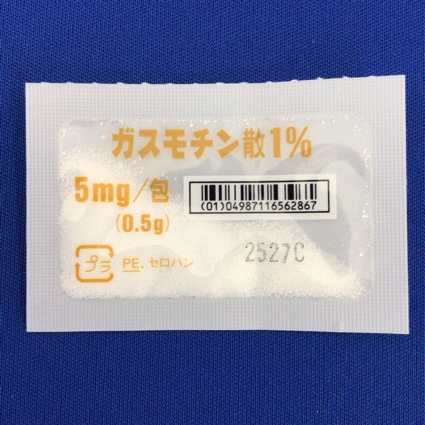 ガスモチン散1%
5mg/包
(0.5g)
(01)04987116562867
プラ PE, セロハン
2527C